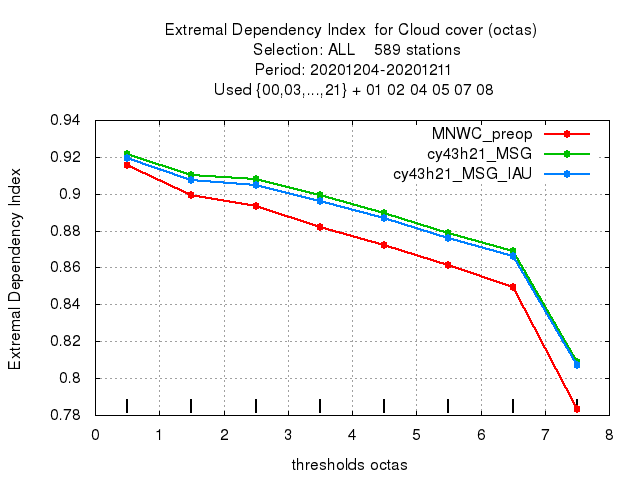 Extremal Dependency Index  for Cloud cover (octas)
Selection: ALL    589 stations
Period: 20201204-20201211
Used {00,03,...,21} + 01 02 04 05 07 08
MNWC_preop
cy43h21_MSG
cy43h21_MSG_IAU
Extremal Dependency Index
0.94
0.92
0.9
0.88
0.86
0.84
0.82
0.8
0.78
0 1 2 3 4 5 6 7 8
thresholds octas